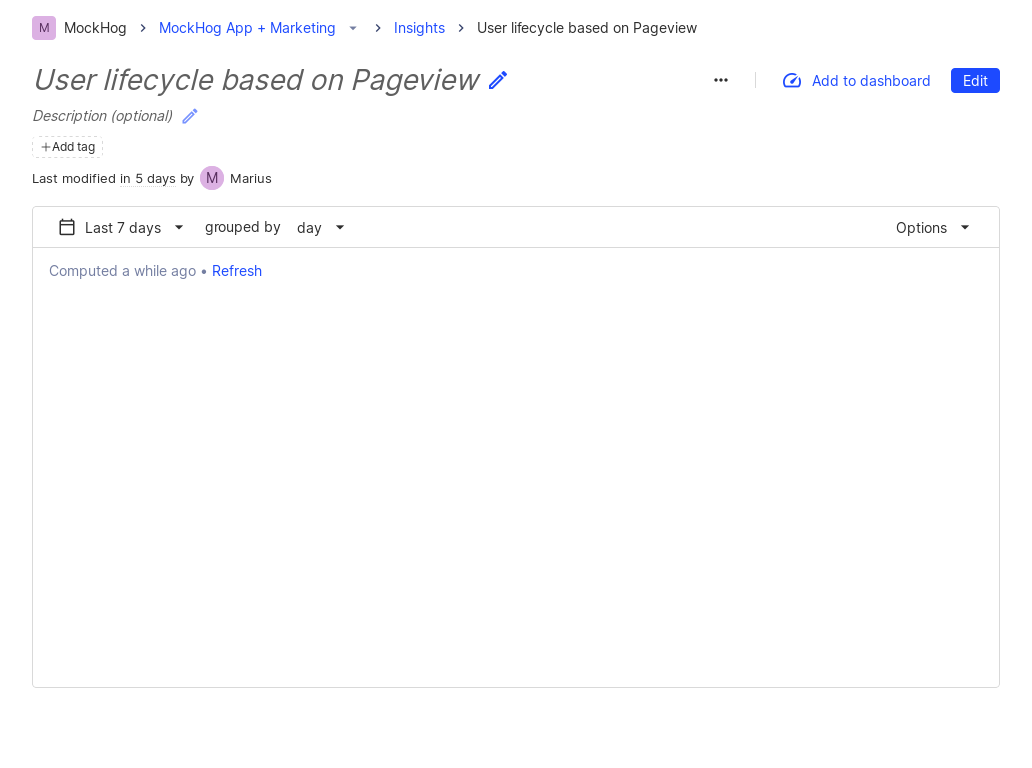 M MockHog MockHog App + Marketing Insights User lifecycle based on Pageview
User lifecycle based on Pageview
Add to dashboard
Edit
Description (optional)
Add tag
Last modified in 5 days by M Marius
Last 7 days grouped by day Options
Computed a while ago • Refresh